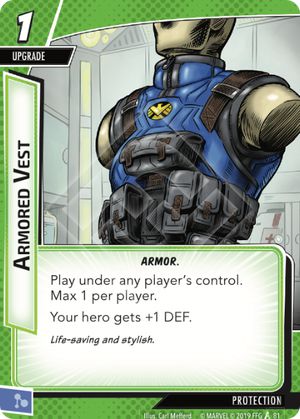 1
UPGRADE
ARMORED VEST
ARMOR.
Play under any player's control.
Max 1 per player.
Your hero gets +1 DEF.
Life-saving and stylish.
PROTECTION
Illus. Carl Mefferd © MARVEL © 2019 FFG A 81